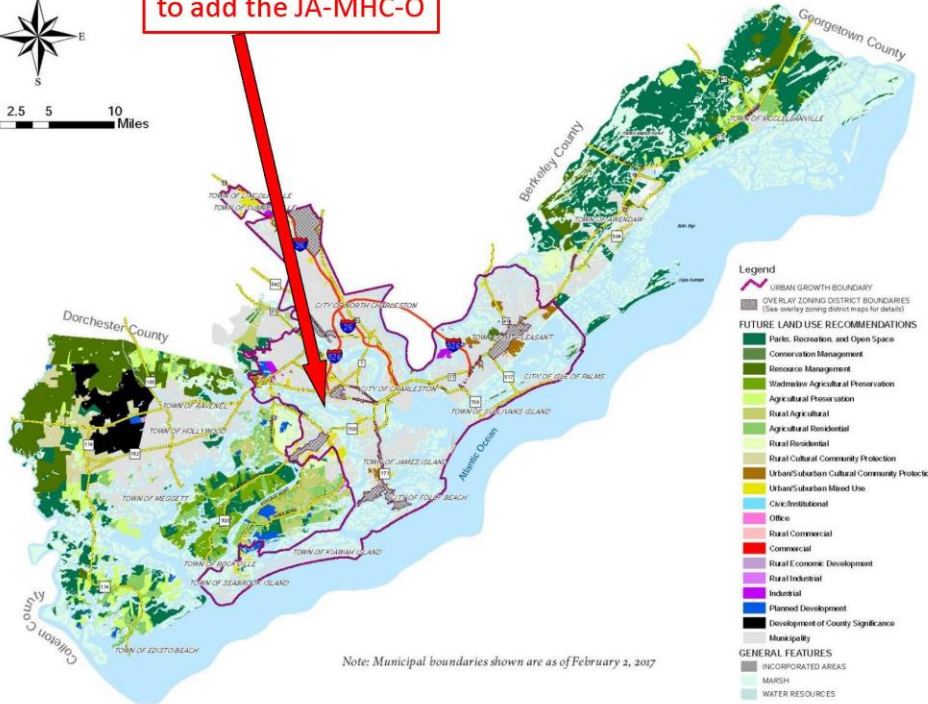 to add the JA-MHC-O
E
S
2.5 5 10
Miles
Georgetown County
Berkeley County
Dorchester County
Colleton County
TOWN OF MCCLELLANVILLE
TOWN OF AWENDAW
CITY OF NORTH CHARLESTON
CITY OF CHARLESTON
CITY OF ISLE OF PALMS
TOWN OF SULLIVANS ISLAND
TOWN OF RAVENEL
TOWN OF HOLLYWOOD
TOWN OF MEGGETT
TOWN OF JAMES ISLAND
CITY OF FOLLY BEACH
TOWN OF KIAWAH ISLAND
TOWN OF SEABROOK ISLAND
TOWN OF EDISTO BEACH
Atlantic Ocean
Legend
URBAN GROWTH BOUNDARY
OVERLAY ZONING DISTRICT BOUNDARIES
(See overlay zoning district maps for details)
FUTURE LAND USE RECOMMENDATIONS
Parks, Recreation, and Open Space
Conservation Management
Resource Management
Wadmalaw Agricultural Preservation
Agricultural Preservation
Rural Agricultural
Agricultural Residential
Rural Residential
Rural Cultural Community Protection
Urban/Suburban Cultural Community Protectio
Urban/Suburban Mixed Use
Civic/Institutional
Office
Rural Commercial
Commercial
Rural Economic Development
Rural Industrial
Industrial
Planned Development
Development of County Significance
Municipality
GENERAL FEATURES
INCORPORATED AREAS
MARSH
WATER RESOURCES
Note: Municipal boundaries shown are as of February 2, 2017